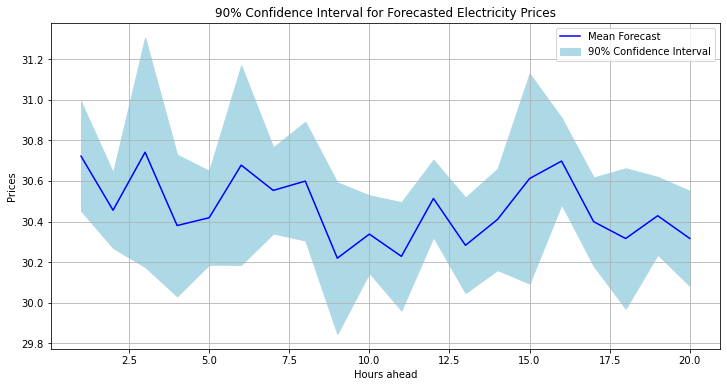 90% Confidence Interval for Forecasted Electricity Prices
Mean Forecast
90% Confidence Interval
31.2
31.0
30.8
30.6
30.4
30.2
30.0
29.8
Prices
2.5 5.0 7.5 10.0 12.5 15.0 17.5 20.0
Hours ahead